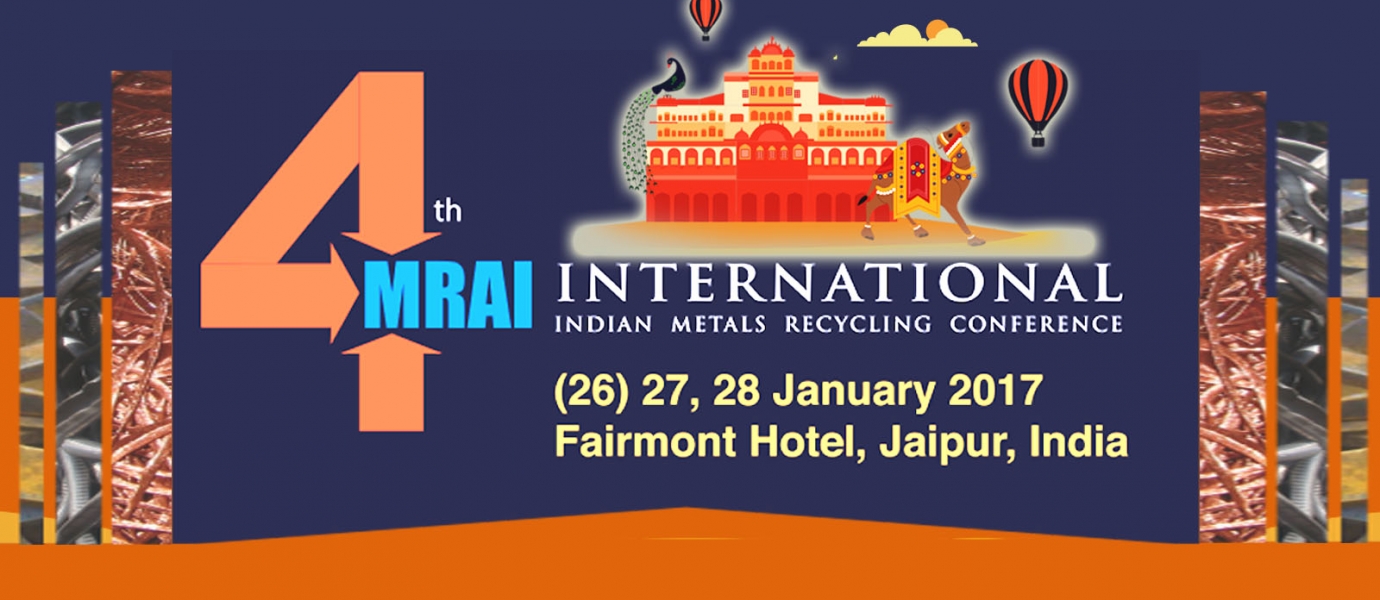 4th
MRAI INTERNATIONAL
INDIAN METALS RECYCLING CONFERENCE
(26) 27, 28 January 2017
Fairmont Hotel, Jaipur, India